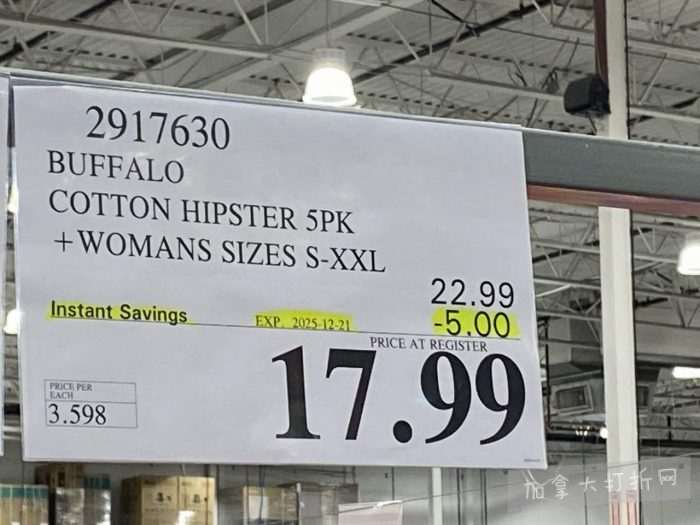 2917630
BUFFALO
COTTON HIPSTER 5PK
+WOMANS SIZES S-XXL
22.99
Instant Savings EXP. 2025-12-21 -5.00
PRICE AT REGISTER
17.99
PRICE PER
EACH
3.598
加拿大打折网